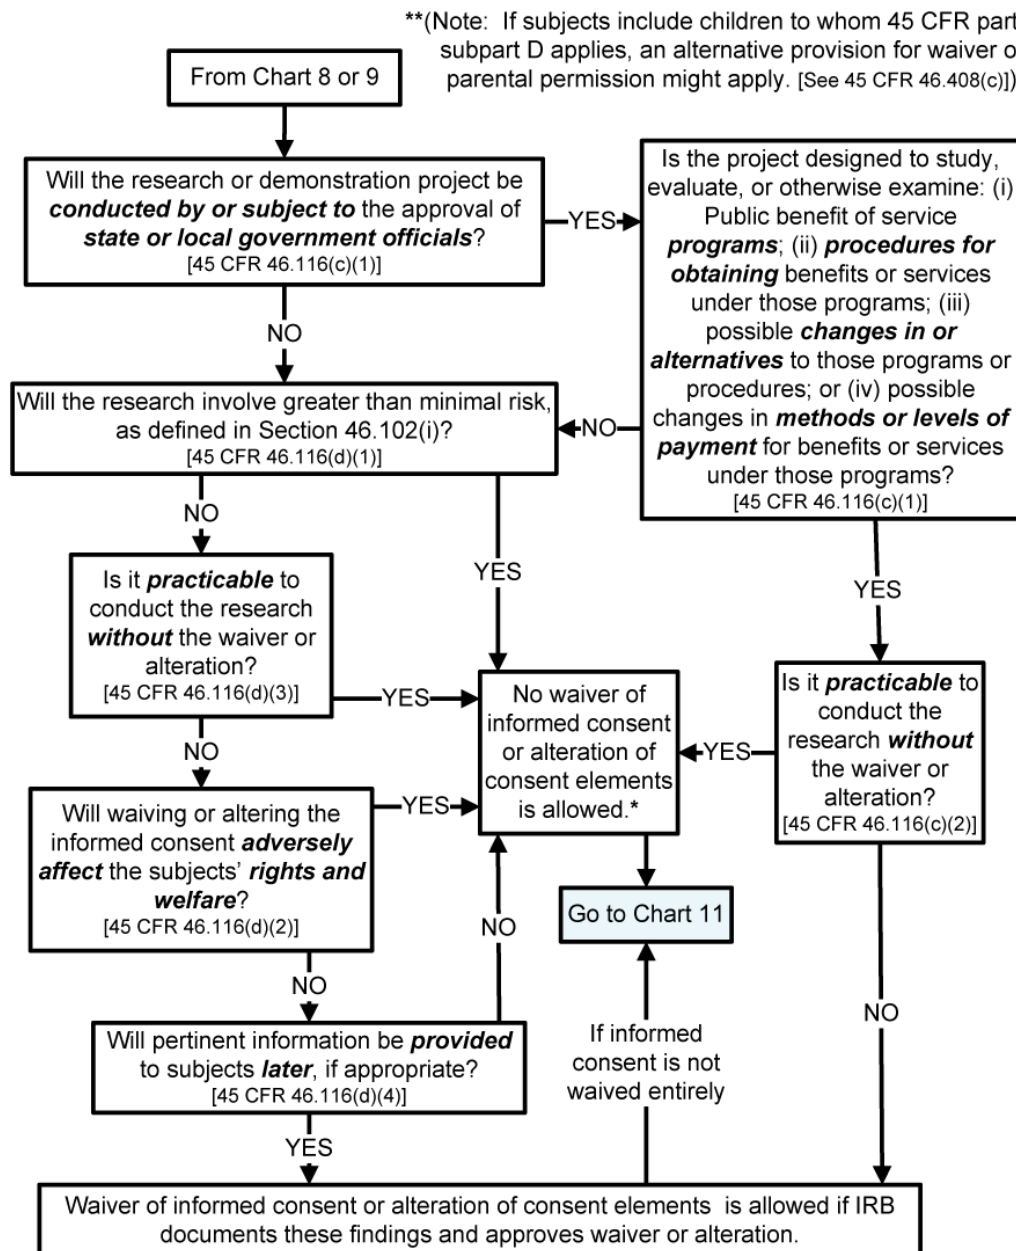 **(Note: If subjects include children to whom 45 CFR part
subpart D applies, an alternative provision for waiver o
parental permission might apply. [See 45 CFR 46.408(c)])
From Chart 8 or 9
Will the research or demonstration project be
conducted by or subject to the approval of
state or local government officials?
[45 CFR 46.116(c)(1)]
YES
Is the project designed to study,
evaluate, or otherwise examine: (i)
Public benefit of service
programs; (ii) procedures for
obtaining benefits or services
under those programs; (iii)
possible changes in or
alternatives to those programs or
procedures; or (iv) possible
changes in methods or levels of
payment for benefits or services
under those programs?
[45 CFR 46.116(c)(1)]
NO
Will the research involve greater than minimal risk,
as defined in Section 46.102(i)?
[45 CFR 46.116(d)(1)]
NO
NO
YES
YES
Is it practicable to
conduct the research
without the waiver or
alteration?
[45 CFR 46.116(d)(3)]
YES
No waiver of
informed consent
or alteration of
consent elements
is allowed.*
YES
Is it practicable to
conduct the
research without
the waiver or
alteration?
[45 CFR 46.116(c)(2)]
NO
Will waiving or altering the
informed consent adversely
affect the subjects' rights and
welfare?
[45 CFR 46.116(d)(2)]
YES
Go to Chart 11
NO
NO
NO
Will pertinent information be provided
to subjects later, if appropriate?
[45 CFR 46.116(d)(4)]
If informed
consent is not
waived entirely
YES
Waiver of informed consent or alteration of consent elements is allowed if IRB
documents these findings and approves waiver or alteration.